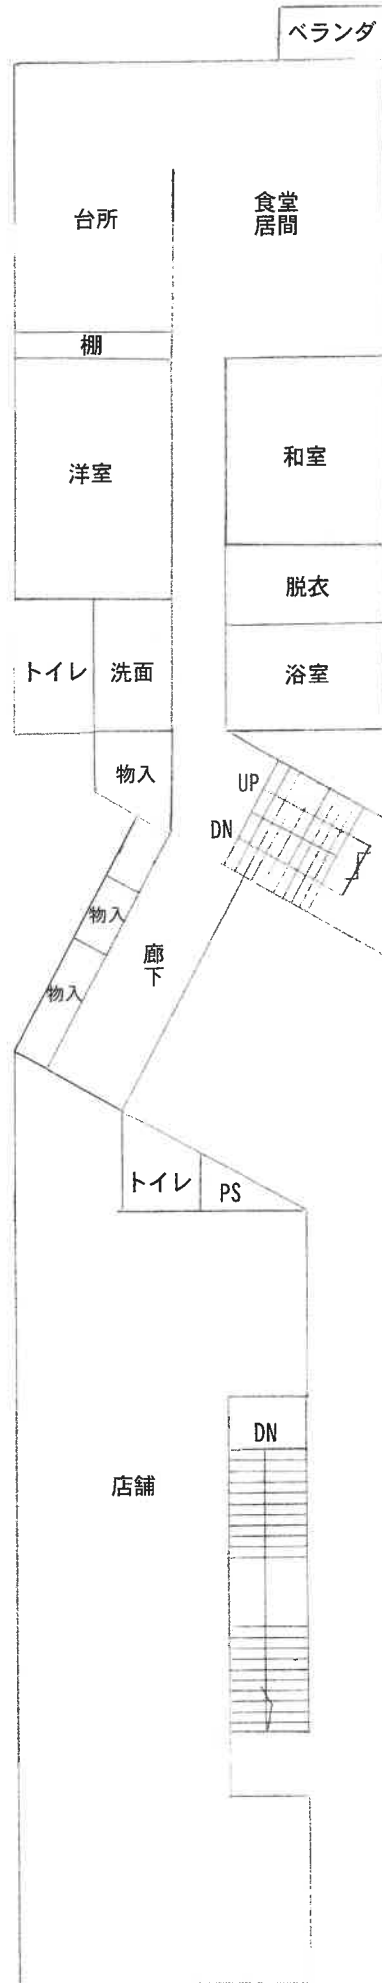 ベランダ
台所
食堂
居間
棚
洋室
和室
脱衣
トイレ
洗面
浴室
物入
UP
DN
物入
廊下
物入
トイレ
PS
DN
店舗